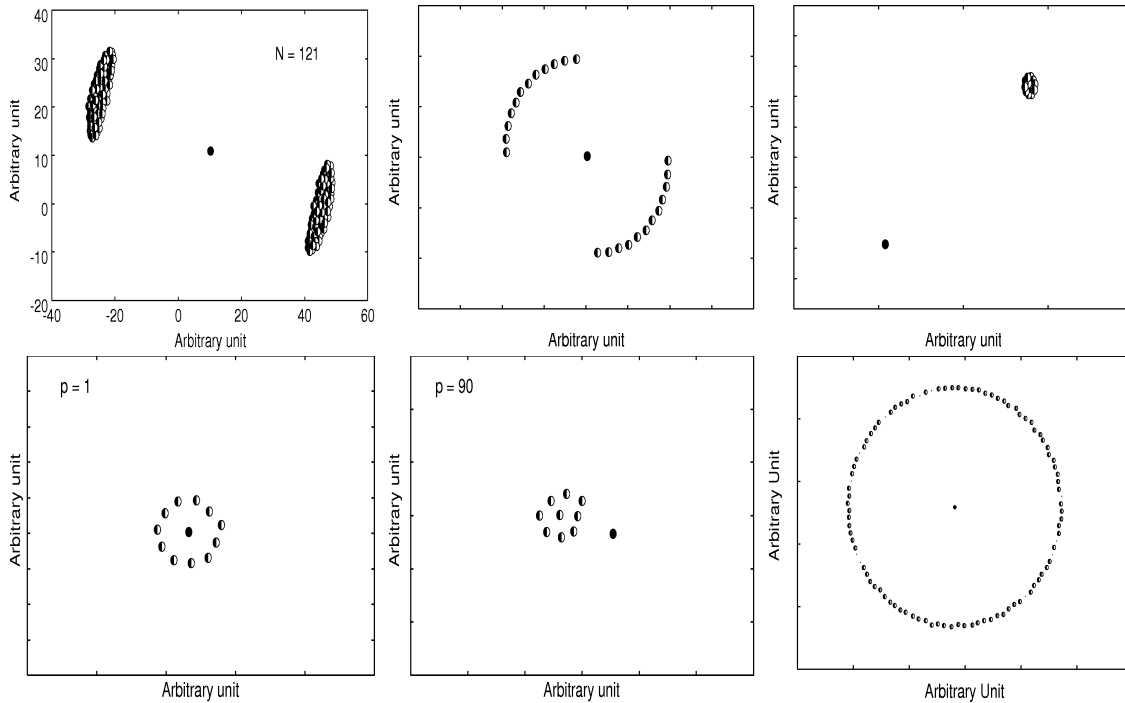 40
30
20
10
0
-10
-20
Arbitrary unit
N = 121
-40
-20
0
20
40
60
Arbitrary unit
Arbitrary unit
Arbitrary unit
Arbitrary unit
Arbitrary unit
p = 1
Arbitrary unit
Arbitrary unit
p = 90
Arbitrary unit
Arbitrary unit
Arbitrary Unit
Arbitrary Unit